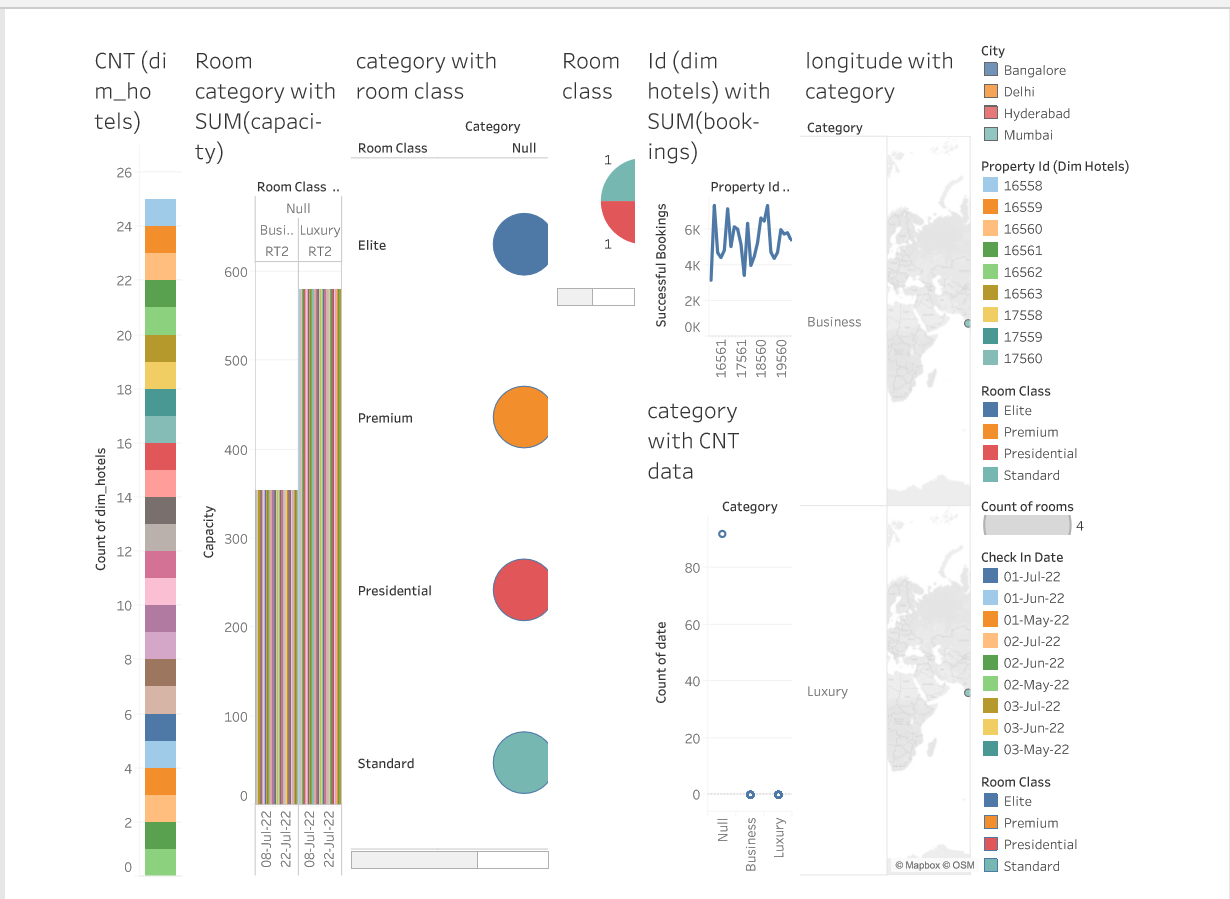 CNT (di
m_ho
tels)
26
24
22
20
18
16
14
12
10
8
6
4
2
0
Count of dim_hotels
Room
category with
SUM(capaci-
ty)
Room Class ..
Null
Busi.. Luxury
RT2 RT2
600
500
400
300
200
100
0
Capacity
08-Jul-22
22-Jul-22
08-Jul-22
22-Jul-22
category with
room class
Category
Room Class Null
Elite
Premium
Presidential
Standard
Room
class
1
1
Id (dim
hotels) with
SUM(book-
ings)
Property Id ..
6K
4K
2K
0K
Successful Bookings
16561
17561
18560
19560
category
with CNT
data
Category
80
60
40
20
0
Count of date
Null
Business
Luxury
longitude with
category
Category
Business
Luxury
© Mapbox © OSM
City
Bangalore
Delhi
Hyderabad
Mumbai
Property Id (Dim Hotels)
16558
16559
16560
16561
16562
16563
17558
17559
17560
Room Class
Elite
Premium
Presidential
Standard
Count of rooms
4
Check In Date
01-Jul-22
01-Jun-22
01-May-22
02-Jul-22
02-Jun-22
02-May-22
03-Jul-22
03-Jun-22
03-May-22
Room Class
Elite
Premium
Presidential
Standard